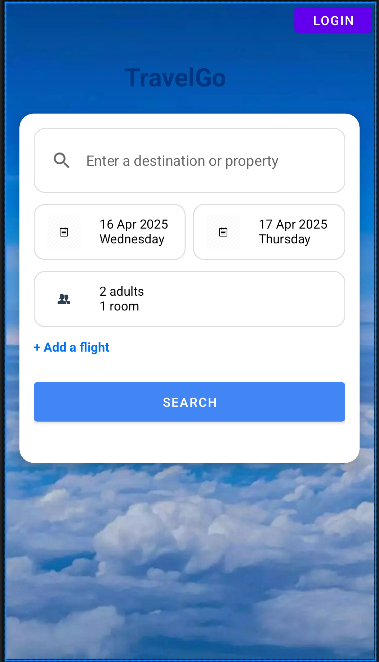 LOGIN
TravelGo
Enter a destination or property
16 Apr 2025
Wednesday
17 Apr 2025
Thursday
2 adults
1 room
+ Add a flight
SEARCH